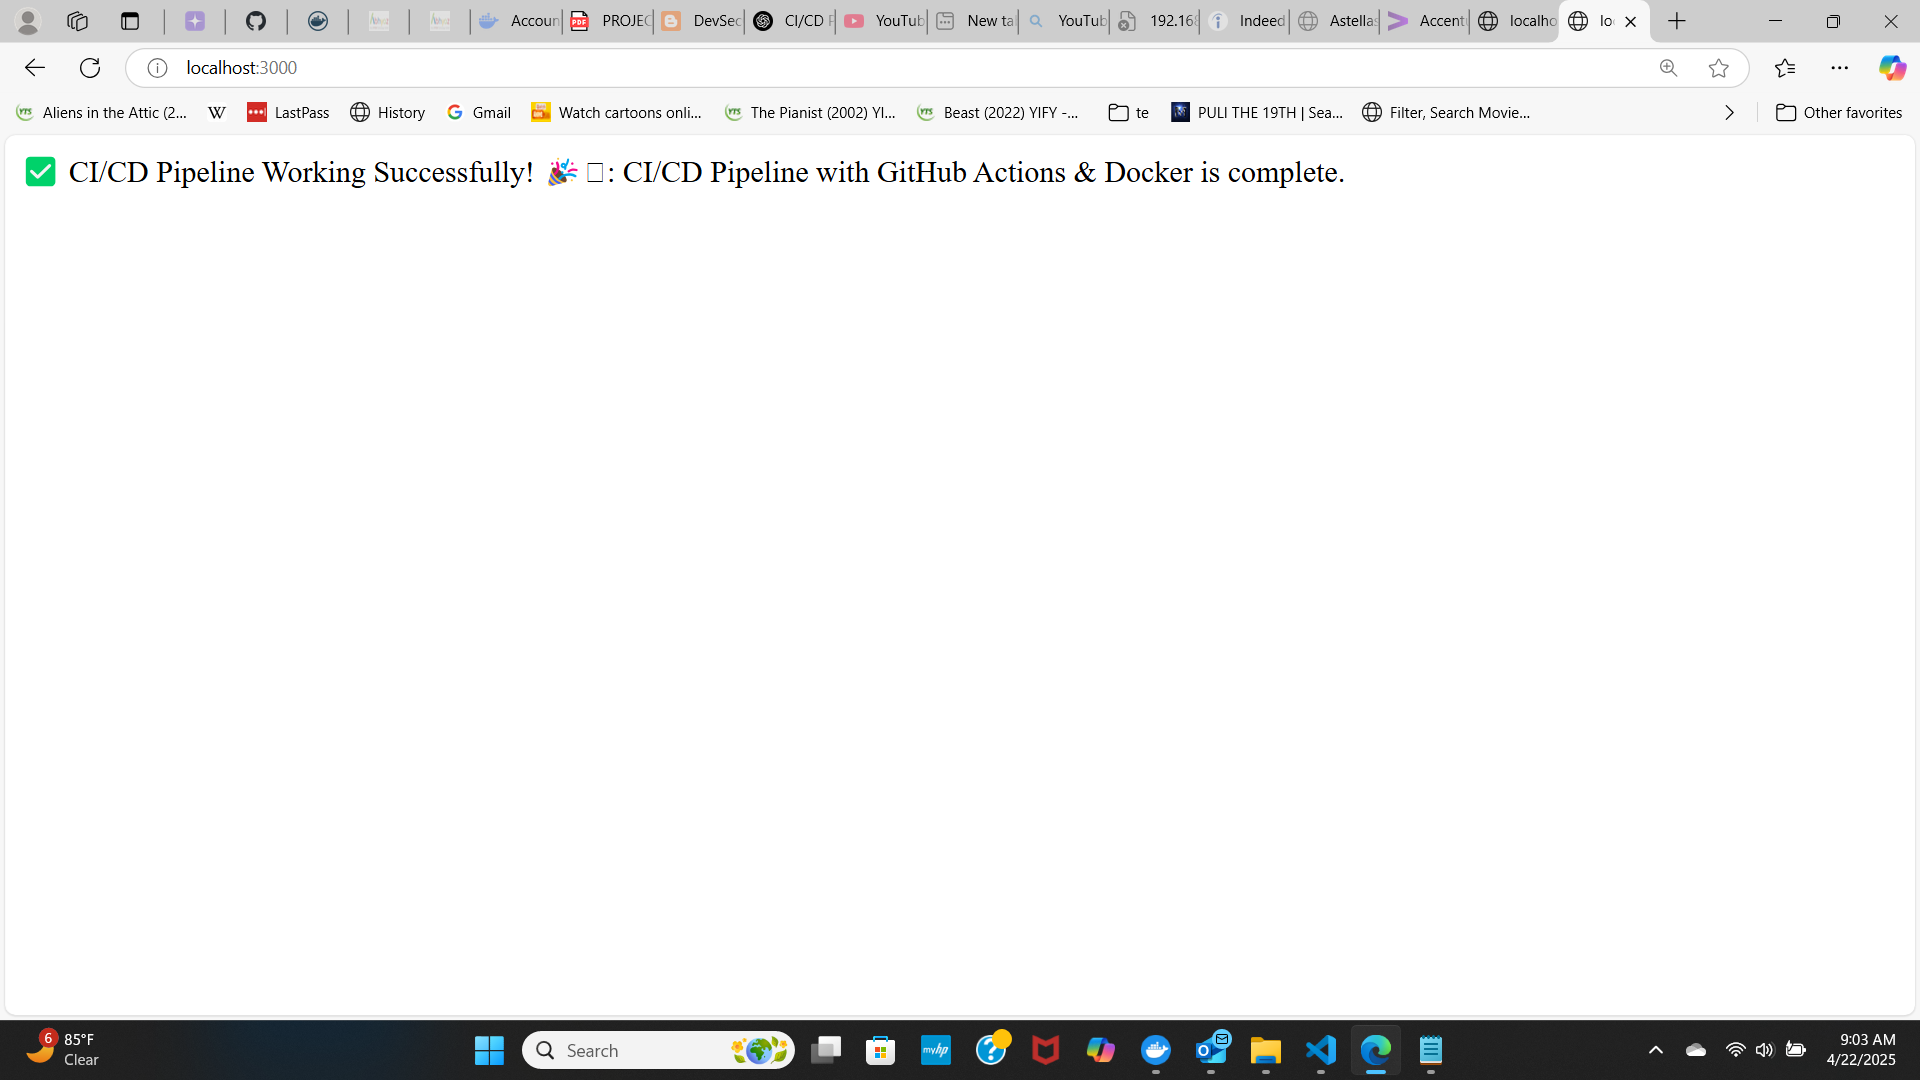 Accoun
PROJEC
DevSec
CI/CD P
YouTub
New ta
YouTub
192.168
Indeed
Astellas
Accent
localho
lo
localhost:3000
Aliens in the Attic (2...
W
LastPass
History
Gmail
Watch cartoons onli...
The Pianist (2002) YI...
Beast (2022) YIFY -...
te
PULI THE 19TH | Sea...
Filter, Search Movie...
Other favorites
✅ CI/CD Pipeline Working Successfully! 🎉 □: CI/CD Pipeline with GitHub Actions & Docker is complete.
6
85°F
Clear
Search
myhp
9:03 AM
4/22/2025